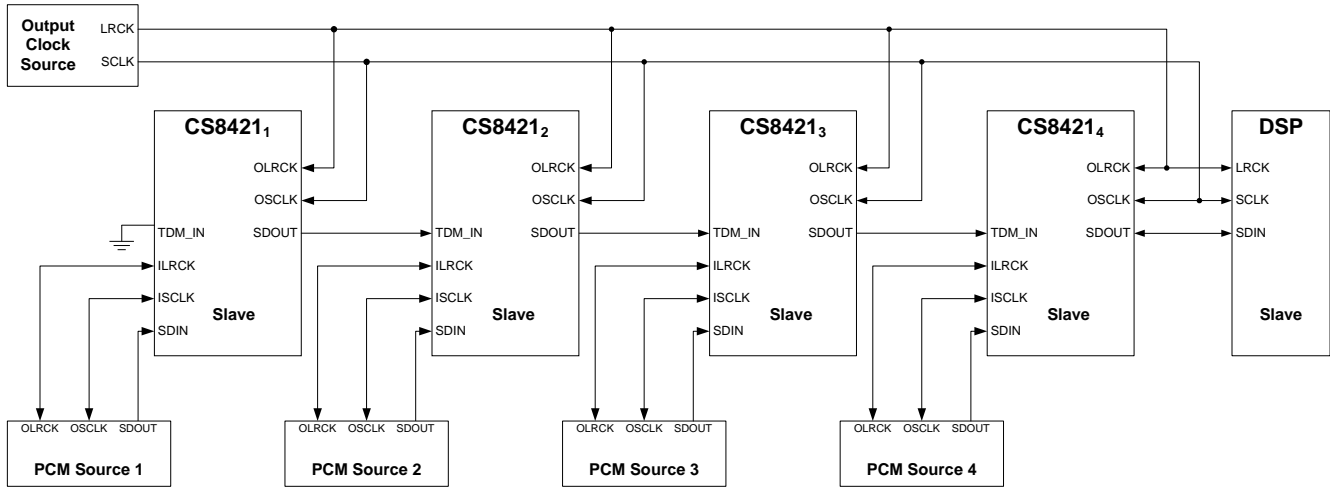 Output
Clock
Source
LRCK
SCLK
CS8421₁
OLRCK
OSCLK
TDM_IN
SDOUT
ILRCK
ISCLK
SDIN
Slave
CS8421₂
OLRCK
OSCLK
TDM_IN
SDOUT
ILRCK
ISCLK
SDIN
Slave
CS8421₃
OLRCK
OSCLK
TDM_IN
SDOUT
ILRCK
ISCLK
SDIN
Slave
CS8421₄
OLRCK
OSCLK
TDM_IN
SDOUT
ILRCK
ISCLK
SDIN
Slave
DSP
LRCK
SCLK
SDIN
Slave
OLRCK OSCLK SDOUT
PCM Source 1
OLRCK OSCLK SDOUT
PCM Source 2
OLRCK OSCLK SDOUT
PCM Source 3
OLRCK OSCLK SDOUT
PCM Source 4